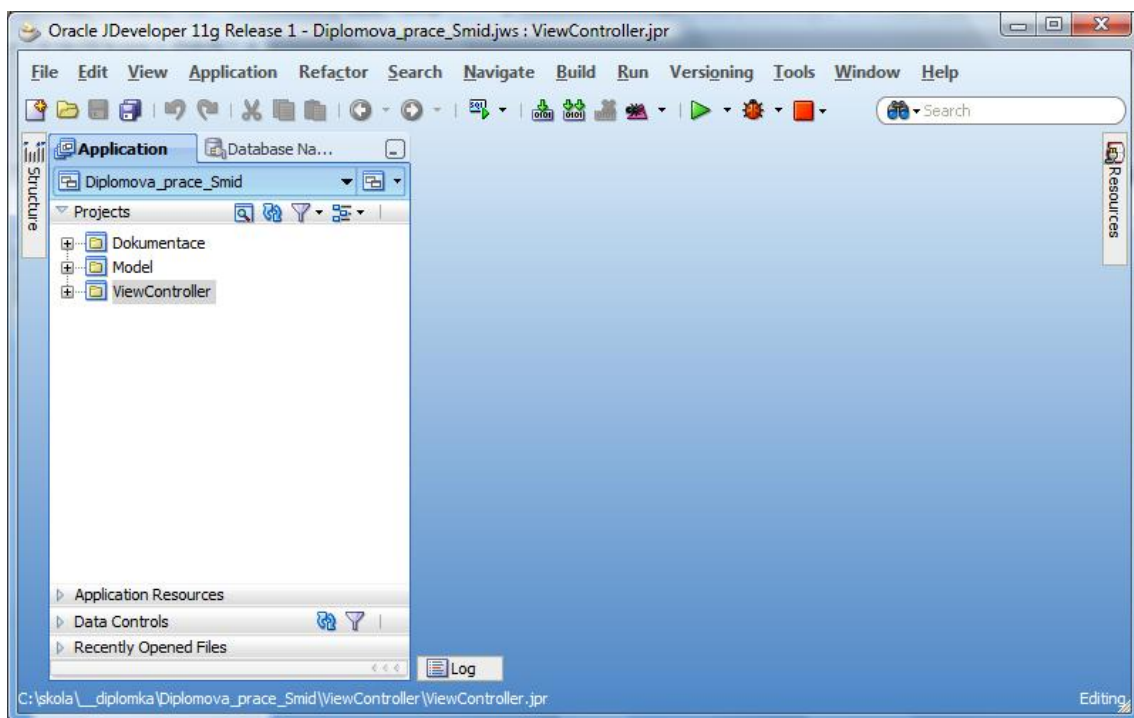 Oracle JDeveloper 11g Release 1 - Diplomova_prace_Smid.jws : ViewController.jpr
File Edit View Application Refactor Search Navigate Build Run Versioning Tools Window Help
Search
Structure
Application Database Na...
Resources
Diplomova_prace_Smid
Projects
Dokumentace
Model
ViewController
Application Resources
Data Controls
Recently Opened Files
Log
C:\skola\__diplomka\Diplomova_prace_Smid\ViewController\ViewController.jpr Editing